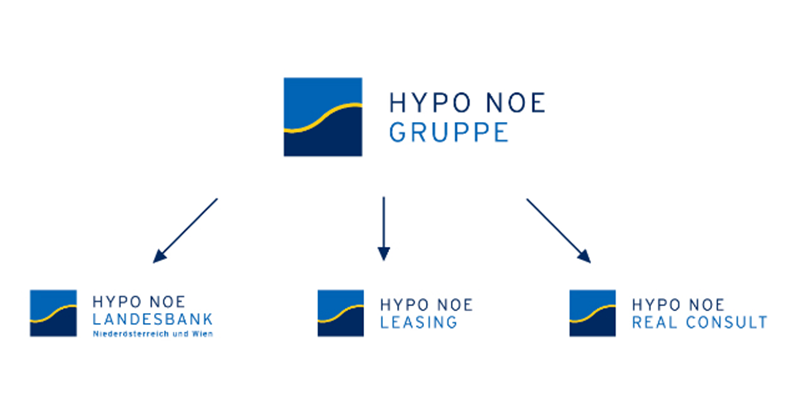 HYPO NOE
GRUPPE
HYPO NOE
LANDESBANK
Niederösterreich und Wien
HYPO NOE
LEASING
HYPO NOE
REAL CONSULT